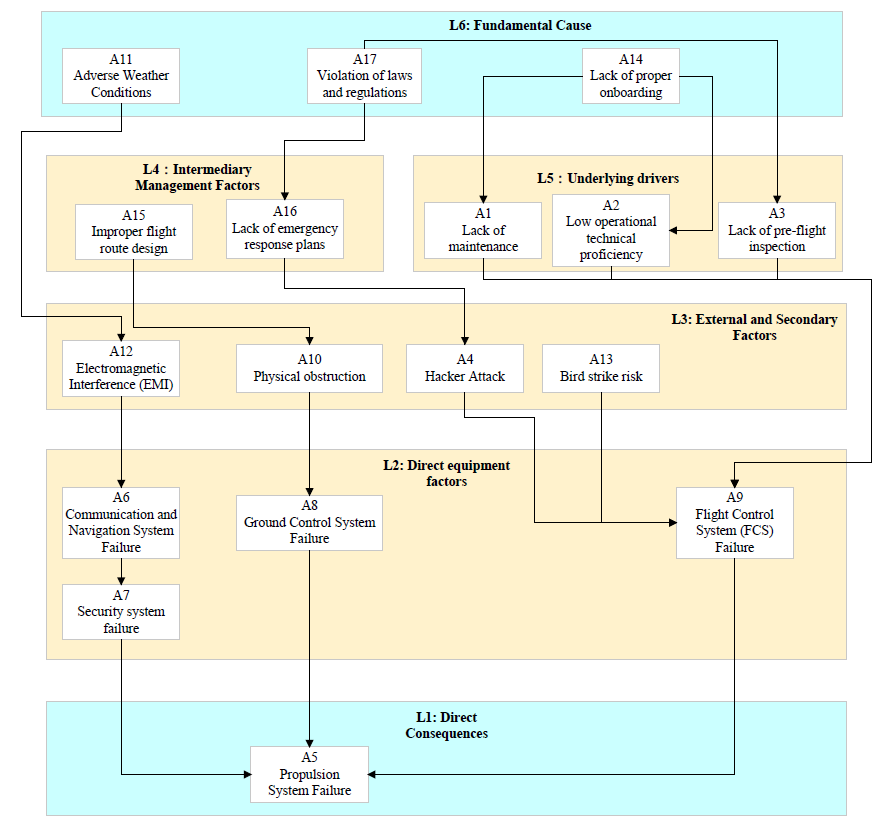 L6: Fundamental Cause
A11
Adverse Weather
Conditions
A17
Violation of laws
and regulations
A14
Lack of proper
onboarding
L4：Intermediary
Management Factors
A15
Improper flight
route design
A16
Lack of emergency
response plans
L5：Underlying drivers
A1
Lack of
maintenance
A2
Low operational
technical
proficiency
A3
Lack of pre-flight
inspection
L3: External and Secondary
Factors
A12
Electromagnetic
Interference (EMI)
A10
Physical obstruction
A4
Hacker Attack
A13
Bird strike risk
L2: Direct equipment
factors
A6
Communication and
Navigation System
Failure
A8
Ground Control System
Failure
A9
Flight Control
System (FCS)
Failure
A7
Security system
failure
L1: Direct
Consequences
A5
Propulsion
System Failure